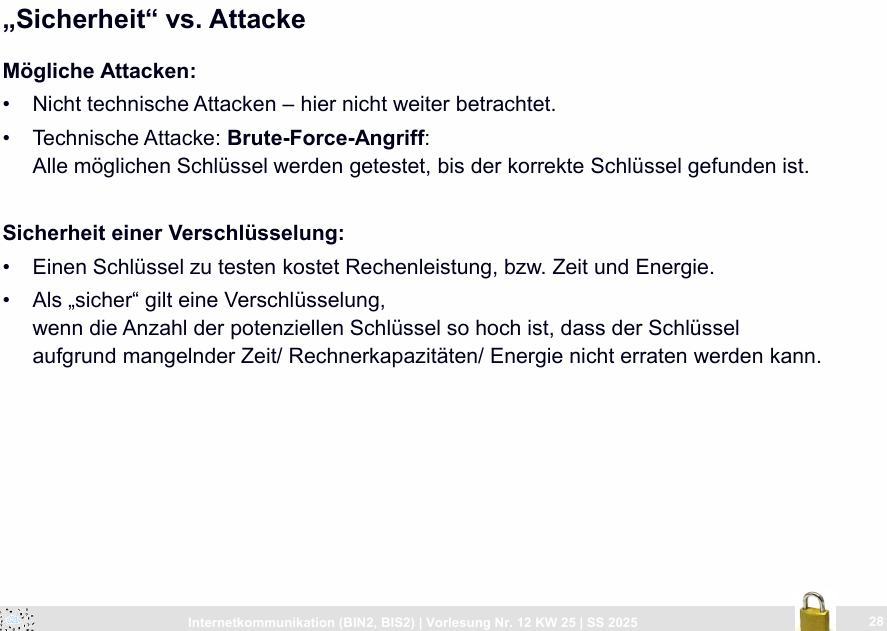 „Sicherheit“ vs. Attacke
Mögliche Attacken:
• Nicht technische Attacken – hier nicht weiter betrachtet.
• Technische Attacke: Brute-Force-Angriff:
Alle möglichen Schlüssel werden getestet, bis der korrekte Schlüssel gefunden ist.
Sicherheit einer Verschlüsselung:
• Einen Schlüssel zu testen kostet Rechenleistung, bzw. Zeit und Energie.
• Als „sicher“ gilt eine Verschlüsselung,
wenn die Anzahl der potenziellen Schlüssel so hoch ist, dass der Schlüssel
aufgrund mangelnder Zeit/ Rechnerkapazitäten/ Energie nicht erraten werden kann.
Internetkommunikation (BIN2, BIS2) | Vorlesung Nr. 12 KW 25 | SS 2025
28